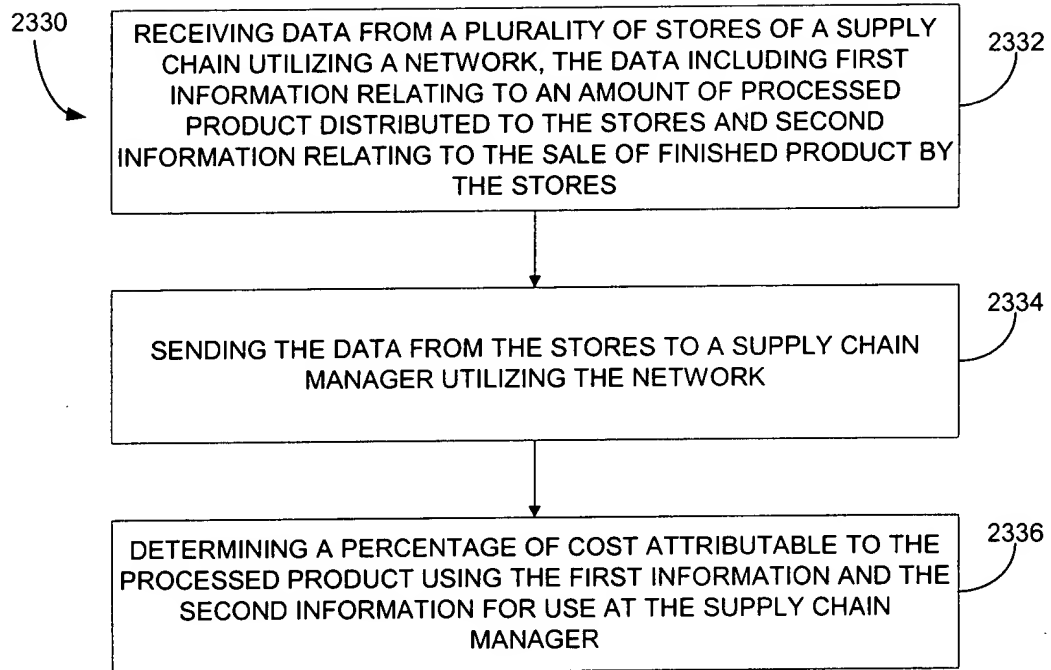 2330
RECEIVING DATA FROM A PLURALITY OF STORES OF A SUPPLY
CHAIN UTILIZING A NETWORK, THE DATA INCLUDING FIRST
INFORMATION RELATING TO AN AMOUNT OF PROCESSED
PRODUCT DISTRIBUTED TO THE STORES AND SECOND
INFORMATION RELATING TO THE SALE OF FINISHED PRODUCT BY
THE STORES
2332
SENDING THE DATA FROM THE STORES TO A SUPPLY CHAIN
MANAGER UTILIZING THE NETWORK
2334
DETERMINING A PERCENTAGE OF COST ATTRIBUTABLE TO THE
PROCESSED PRODUCT USING THE FIRST INFORMATION AND THE
SECOND INFORMATION FOR USE AT THE SUPPLY CHAIN
MANAGER
2336